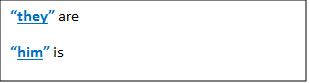 “they” are
“him” is